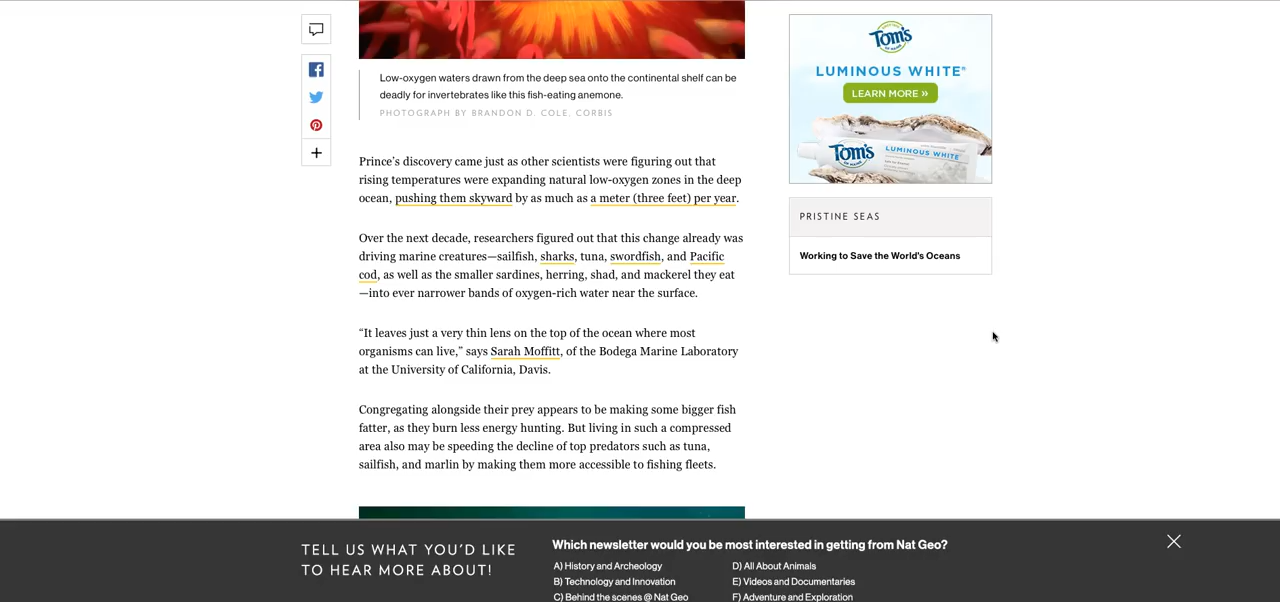 Low-oxygen waters drawn from the deep sea onto the continental shelf can be
deadly for invertebrates like this fish-eating anemone.
PHOTOGRAPH BY BRANDON D. COLE, CORBIS
Prince’s discovery came just as other scientists were figuring out that
rising temperatures were expanding natural low-oxygen zones in the deep
ocean, pushing them skyward by as much as a meter (three feet) per year.
Over the next decade, researchers figured out that this change already was
driving marine creatures—sailfish, sharks, tuna, swordfish, and Pacific
cod, as well as the smaller sardines, herring, shad, and mackerel they eat
—into ever narrower bands of oxygen-rich water near the surface.
“It leaves just a very thin lens on the top of the ocean where most
organisms can live,” says Sarah Moffitt, of the Bodega Marine Laboratory
at the University of California, Davis.
Congregating alongside their prey appears to be making some bigger fish
fatter, as they burn less energy hunting. But living in such a compressed
area also may be speeding the decline of top predators such as tuna,
sailfish, and marlin by making them more accessible to fishing fleets.
Tom's
OF MAINE
LUMINOUS WHITE®
LEARN MORE »
Tom's
OF MAINE
LUMINOUS WHITE
PRISTINE SEAS
Working to Save the World's Oceans
TELL US WHAT YOU'D LIKE
TO HEAR MORE ABOUT!
Which newsletter would you be most interested in getting from Nat Geo?
A) History and Archeology
B) Technology and Innovation
C) Behind the scenes @ Nat Geo
D) All About Animals
E) Videos and Documentaries
F) Adventure and Exploration